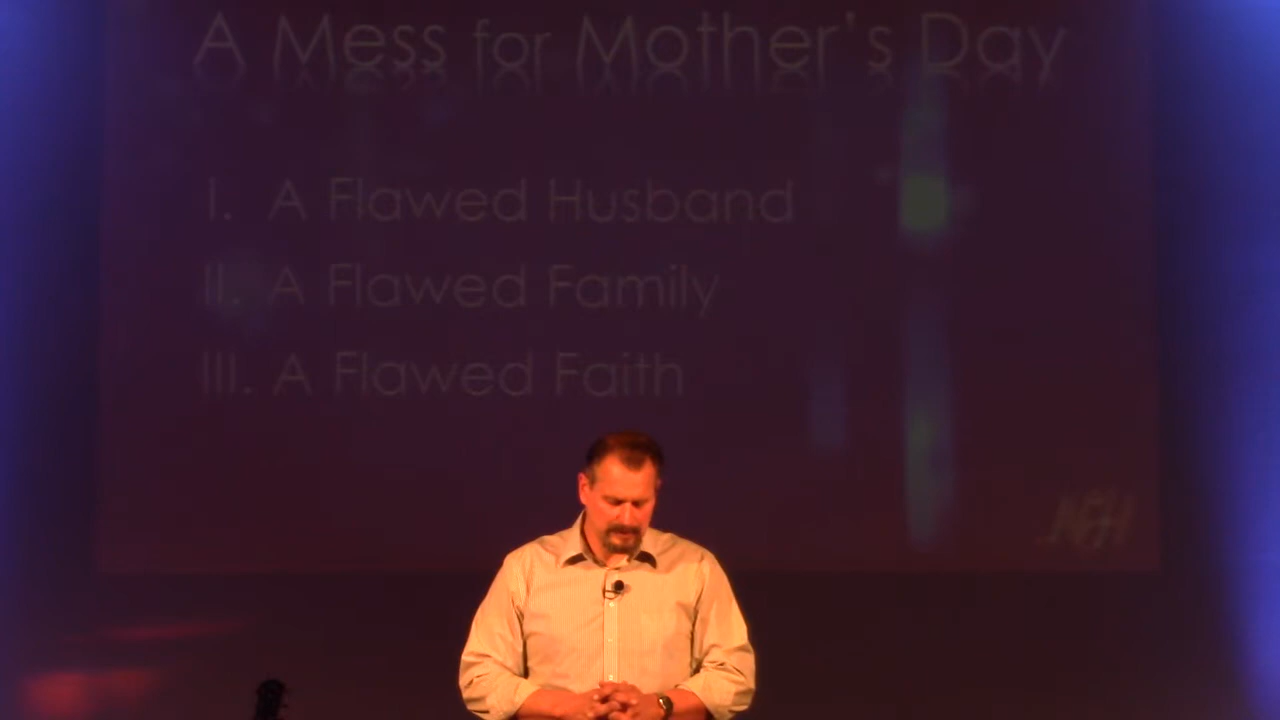 A Mess for Mother's Day
I. A Flawed Husband
II. A Flawed Family
III. A Flawed Faith